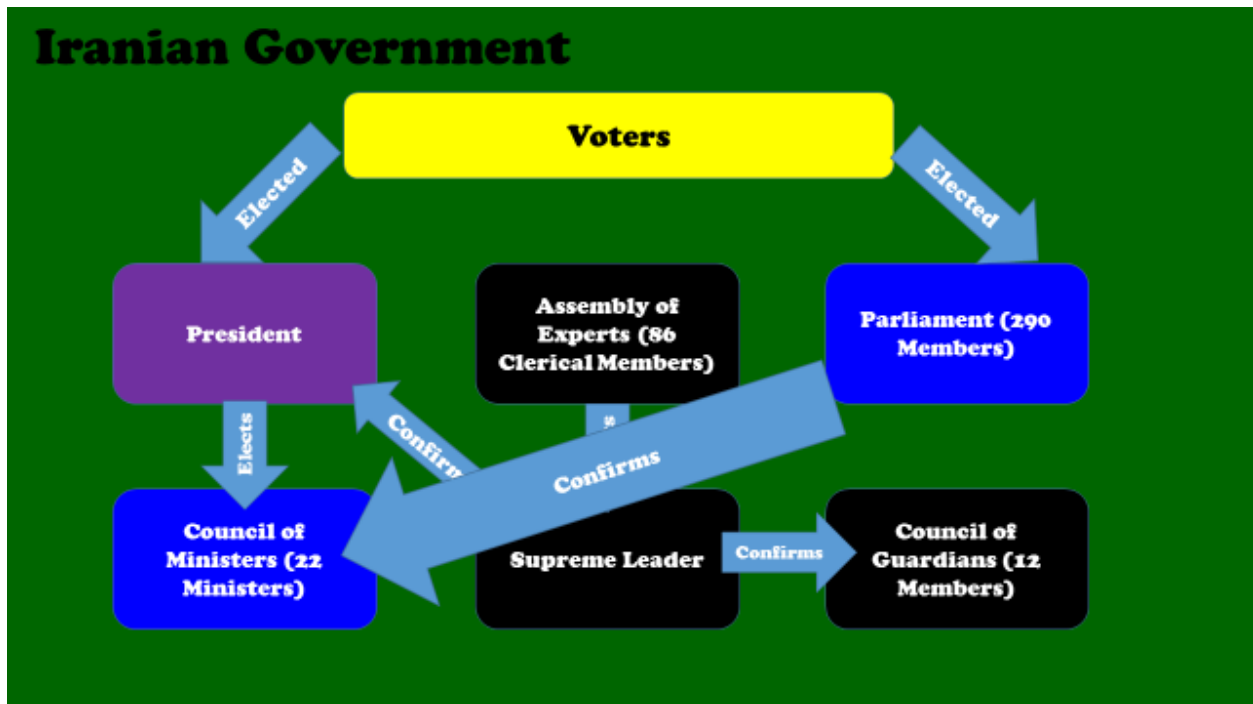 Iranian Government
Voters
Elected
Elected
President
Assembly of
Experts (86
Clerical Members)
Parliament (290
Members)
Elects
Confirms
Council of
Ministers (22
Ministers)
Supreme Leader
Confirms
Council of
Guardians (12
Members)